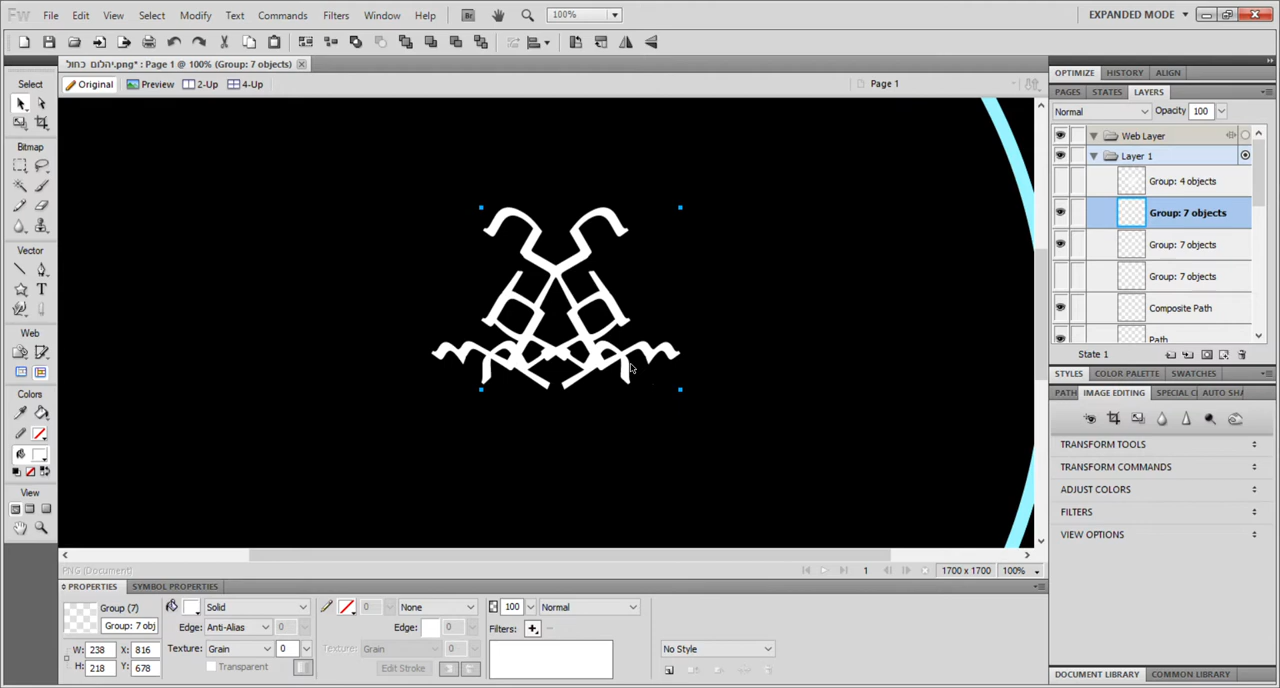 Fw File Edit View Select Modify Text Commands Filters Window Help Br 100% EXPANDED MODE
יהלום כחול.png* : Page 1 @ 100% (Group: 7 objects)
Select Original Preview 2-Up 4-Up Page 1
Bitmap
Vector
T
Web
Colors
View
OPTIMIZE HISTORY ALIGN
PAGES STATES LAYERS
Normal Opacity 100
Web Layer
Layer 1
Group: 4 objects
Group: 7 objects
Group: 7 objects
Group: 7 objects
Composite Path
Path
State 1
STYLES COLOR PALETTE SWATCHES
PATH IMAGE EDITING SPECIAL C AUTO SHA
TRANSFORM TOOLS
TRANSFORM COMMANDS
ADJUST COLORS
FILTERS
VIEW OPTIONS
PNG (Document) 1 1700 x 1700 100%
PROPERTIES SYMBOL PROPERTIES
Group (7) Solid 0 None 100 Normal
Group: 7 obj Edge: Anti-Alias 0 Edge: 0 Filters:
W: 238 X: 816 Texture: Grain 0 Texture: Grain 0 No Style
H: 218 Y: 678 Transparent Edit Stroke
DOCUMENT LIBRARY COMMON LIBRARY